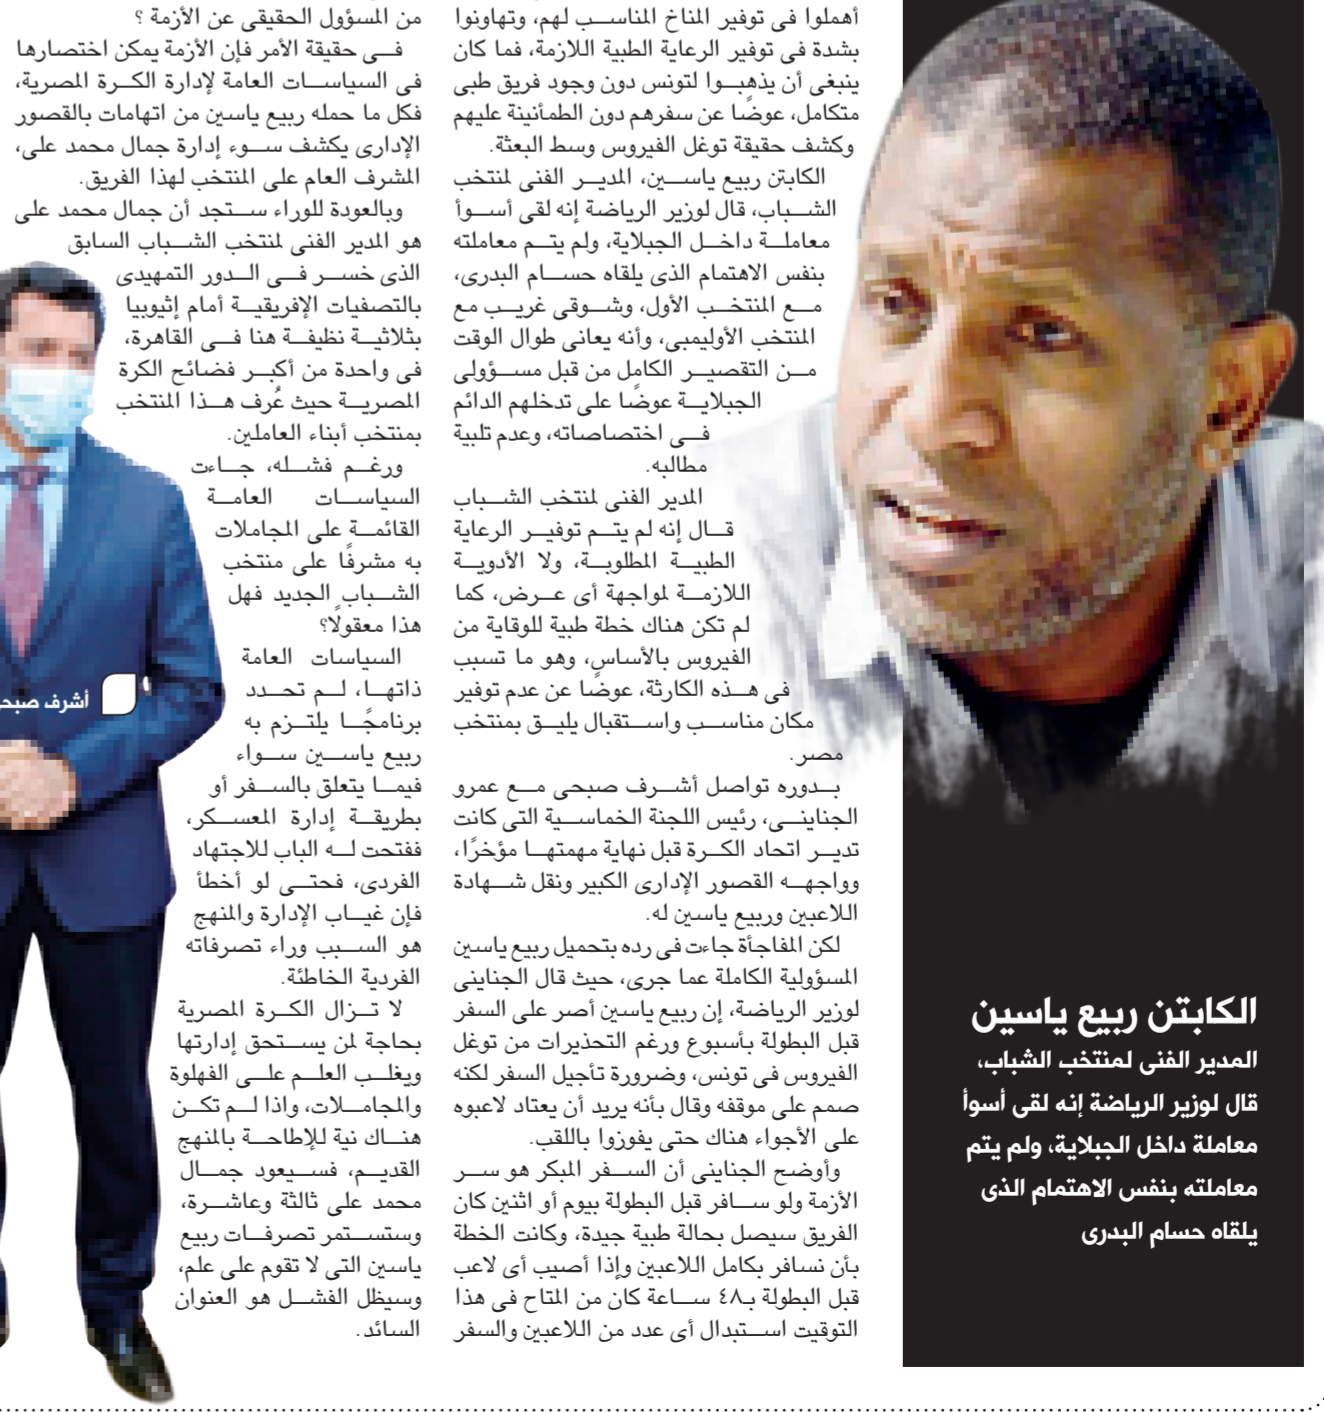 أهملوا فى توفير المناخ المناسب لهم، وتهاونوا
بشدة فى توفير الرعاية الطبية اللازمة، فما كان
ينبغى أن يذهبوا لتونس دون وجود فريق طبى
متكامل، عوضًا عن سفرهم دون الطمأنينة عليهم
وكشف حقيقة توغل الفيروس وسط البعثة.
الكابتن ربيع ياسين، المدير الفنى لمنتخب
الشباب، قال لوزير الرياضة إنه لقى أسوأ
معاملة داخل الجبلاية، ولم يتم معاملته
بنفس الاهتمام الذى يلقاه حسام البدرى،
مع المنتخب الأول، وشوقى غريب مع
المنتخب الأوليمبى، وأنه يعانى طوال الوقت
من التقصير الكامل من قبل مسؤولى
الجبلاية عوضًا على تدخلهم الدائم
فى اختصاصاته، وعدم تلبية
مطالبه.
المدير الفنى لمنتخب الشباب
قال إنه لم يتم توفير الرعاية
الطبية المطلوبة، ولا الأدوية
اللازمة لمواجهة أى عرض، كما
لم تكن هناك خطة طبية للوقاية من
الفيروس بالأساس، وهو ما تسبب
فى هذه الكارثة، عوضًا عن عدم توفير
مكان مناسب واستقبال يليق بمنتخب
مصر.
بدوره تواصل أشرف صبحى مع عمرو
الجناينى، رئيس اللجنة الخماسية التى كانت
تدير اتحاد الكرة قبل نهاية مهمتها مؤخرًا،
وواجهه القصور الإدارى الكبير ونقل شهادة
اللاعبين وربيع ياسين له.
لكن المفاجأة جاءت فى رده بتحميل ربيع ياسين
المسؤولية الكاملة عما جرى، حيث قال الجناينى
لوزير الرياضة، إن ربيع ياسين أصر على السفر
قبل البطولة بأسبوع ورغم التحذيرات من توغل
الفيروس فى تونس، وضرورة تأجيل السفر لكنه
صمم على موقفه وقال بأنه يريد أن يعتاد لاعبوه
على الأجواء هناك حتى يفوزوا باللقب.
وأوضح الجناينى أن السفر المبكر هو سر
الأزمة ولو سافر قبل البطولة بيوم أو اثنين كان
الفريق سيصل بحالة طبية جيدة، وكانت الخطة
بأن نسافر بكامل اللاعبين وإذا أصيب أى لاعب
قبل البطولة بـ٤٨ ساعة كان من المتاح فى هذا
التوقيت استبدال أى عدد من اللاعبين والسفر
من المسؤول الحقيقى عن الأزمة ؟
فى حقيقة الأمر فإن الأزمة يمكن اختصارها
فى السياسات العامة لإدارة الكرة المصرية،
فكل ما حمله ربيع ياسين من اتهامات بالقصور
الإدارى يكشف سوء إدارة جمال محمد على،
المشرف العام على المنتخب لهذا الفريق.
وبالعودة للوراء ستجد أن جمال محمد على
هو المدير الفنى لمنتخب الشباب السابق
الذى خسر فى الدور التمهيدى
بالتصفيات الإفريقية أمام إثيوبيا
بثلاثية نظيفة هنا فى القاهرة،
فى واحدة من أكبر فضائح الكرة
المصرية حيث عُرف هذا المنتخب
بمنتخب أبناء العاملين.
ورغم فشله، جاءت
السياسات العامة
القائمة على المجاملات
به مشرفًا على منتخب
الشباب الجديد فهل
هذا معقولًا؟
السياسات العامة
ذاتها، لم تحدد
برنامجًا يلتزم به
ربيع ياسين سواء
فيما يتعلق بالسفر أو
بطريقة إدارة المعسكر،
ففتحت له الباب للاجتهاد
الفردى، فحتى لو أخطأ
فإن غياب الإدارة والمنهج
هو السبب وراء تصرفاته
الفردية الخاطئة.
لا تزال الكرة المصرية
بحاجة لمن يستحق إدارتها
ويغلب العلم على الفهلوة
والمجاملات، واذا لم تكن
هناك نية للإطاحة بالمنهج
القديم، فسيعود جمال
محمد على ثالثة وعاشرة،
وستستمر تصرفات ربيع
ياسين التى لا تقوم على علم،
وسيظل الفشل هو العنوان
السائد.
أشرف صبحى
الكابتن ربيع ياسين
المدير الفنى لمنتخب الشباب،
قال لوزير الرياضة إنه لقى أسوأ
معاملة داخل الجبلاية، ولم يتم
معاملته بنفس الاهتمام الذى
يلقاه حسام البدرى